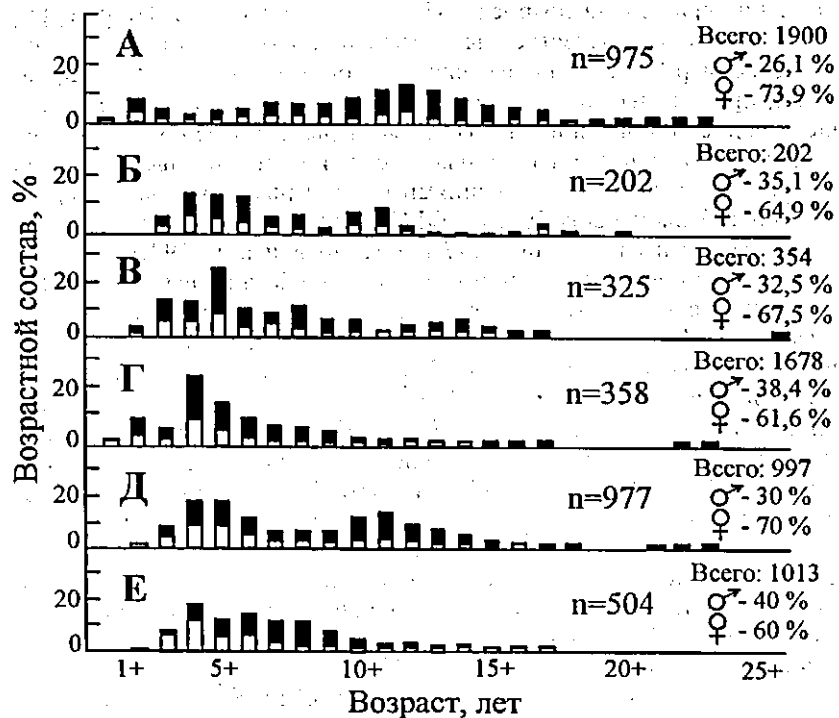 Возрастной состав, %
А
20
0
n=975
Всего: 1900
♂ - 26,1 %
♀ - 73,9 %
Б
20
0
n=202
Всего: 202
♂ - 35,1 %
♀ - 64,9 %
В
20
0
n=325
Всего: 354
♂ - 32,5 %
♀ - 67,5 %
Г
20
0
n=358
Всего: 1678
♂ - 38,4 %
♀ - 61,6 %
Д
20
0
n=977
Всего: 997
♂ - 30 %
♀ - 70 %
Е
20
0
n=504
Всего: 1013
♂ - 40 %
♀ - 60 %
1+ 5+ 10+ 15+ 20+ 25+
Возраст, лет